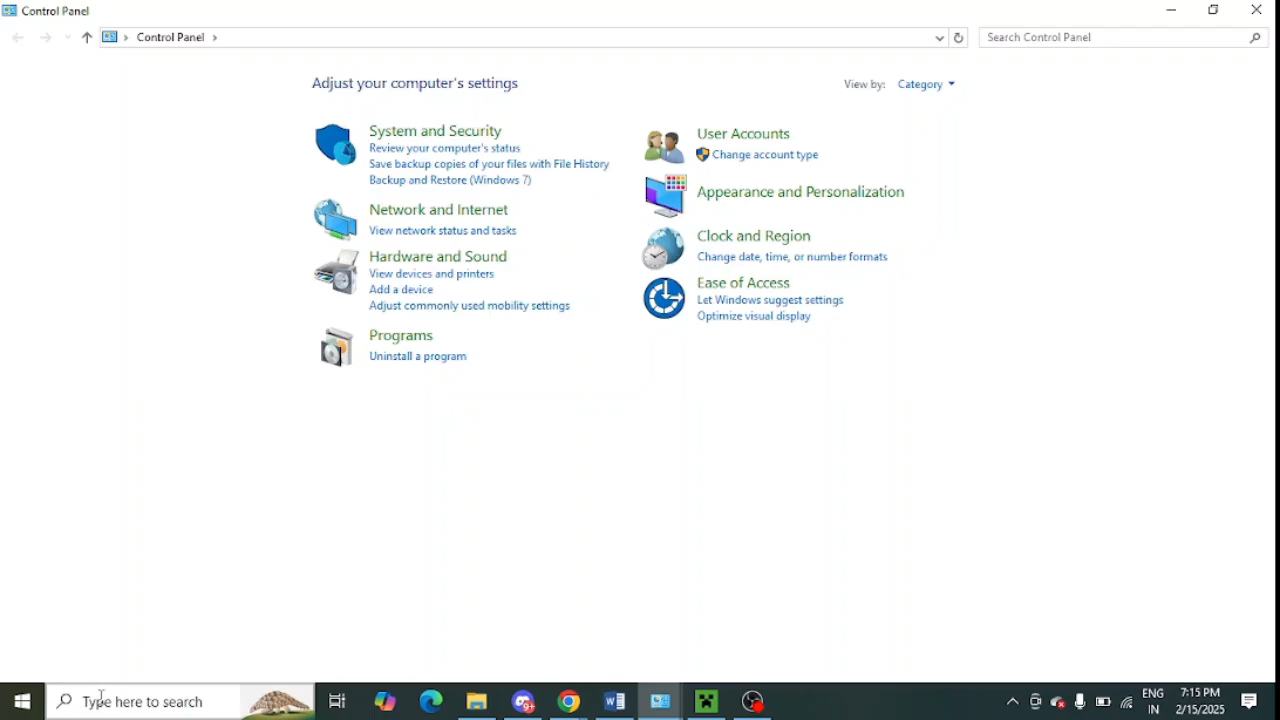 Control Panel
Control Panel
Search Control Panel
Adjust your computer's settings
View by: Category
System and Security
Review your computer's status
Save backup copies of your files with File History
Backup and Restore (Windows 7)
Network and Internet
View network status and tasks
Hardware and Sound
View devices and printers
Add a device
Adjust commonly used mobility settings
Programs
Uninstall a program
User Accounts
Change account type
Appearance and Personalization
Clock and Region
Change date, time, or number formats
Ease of Access
Let Windows suggest settings
Optimize visual display
Type here to search
9+
W
ENG
IN
7:15 PM
2/15/2025